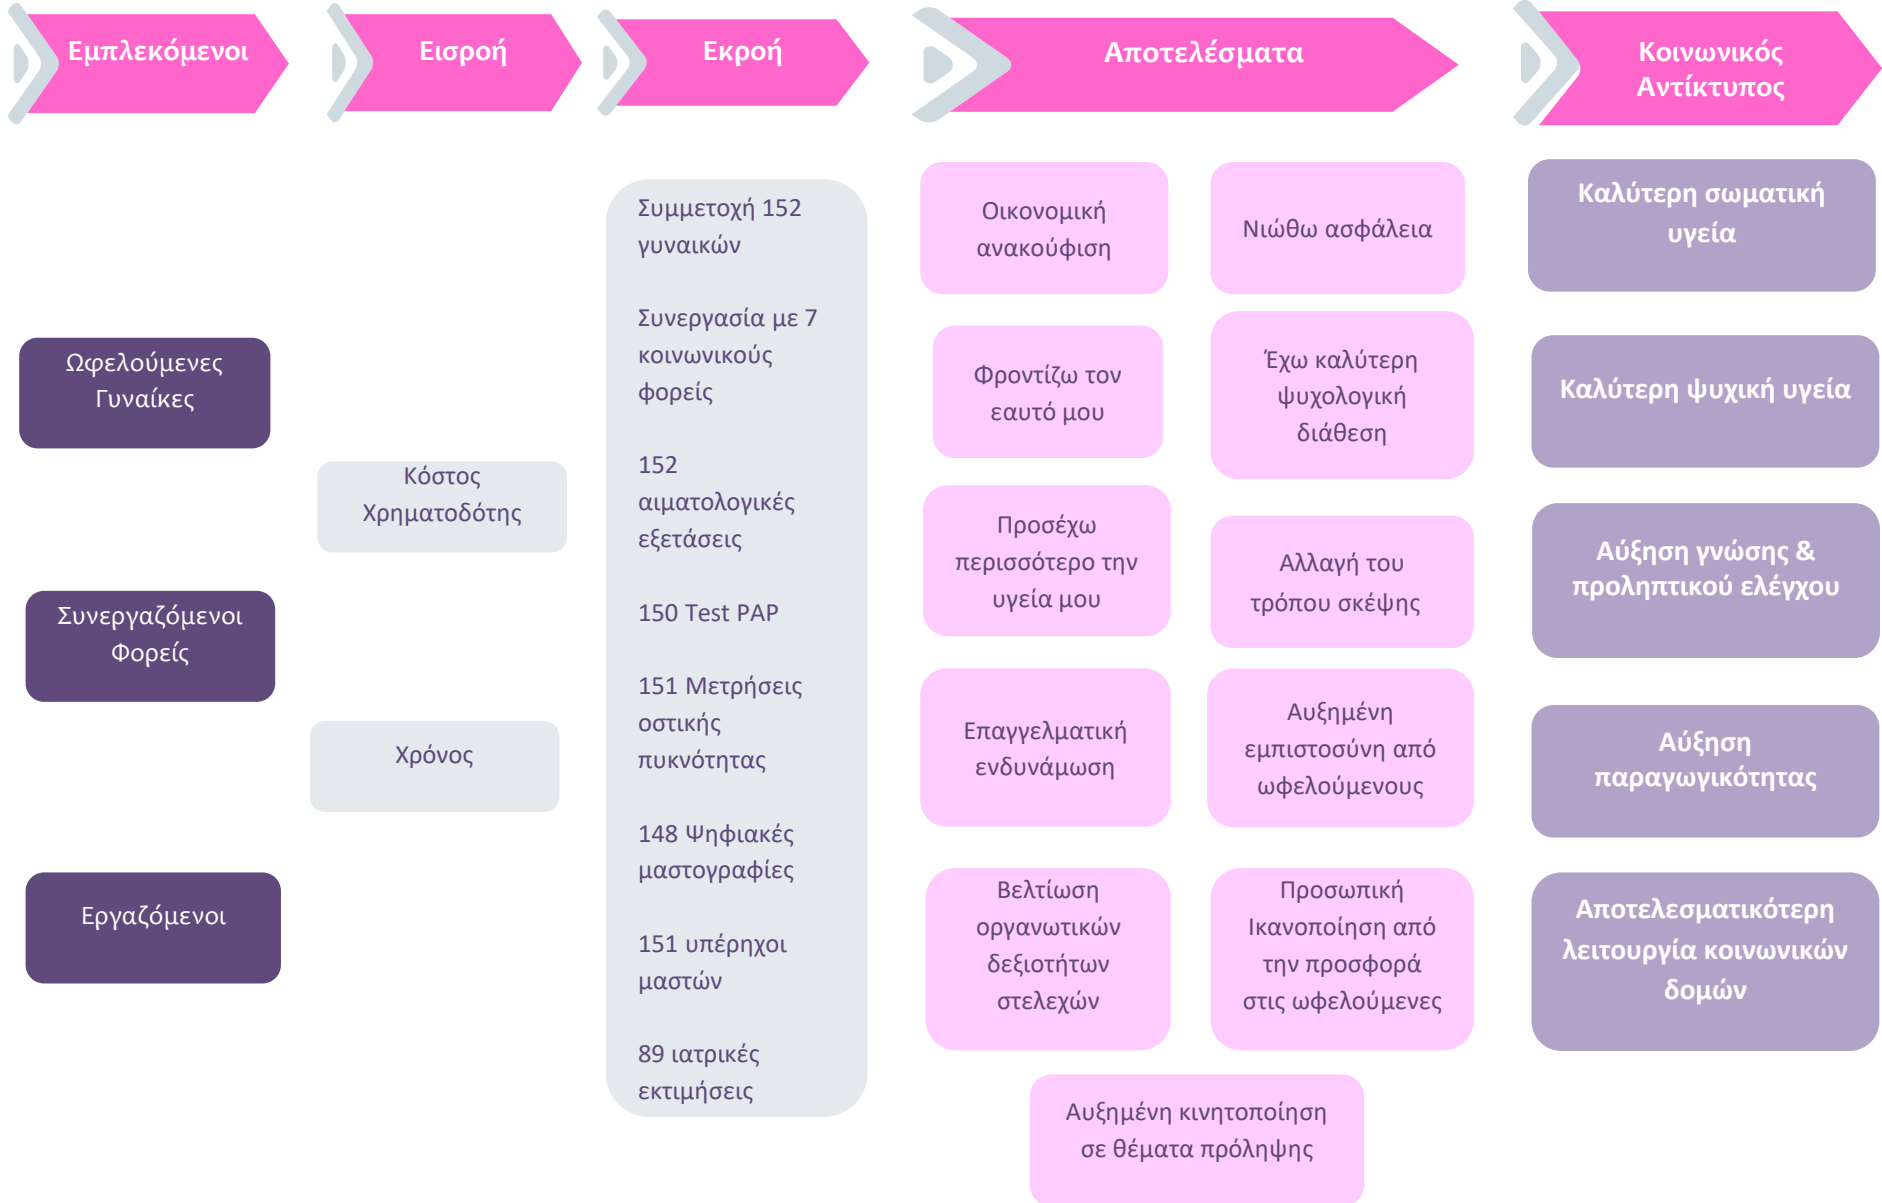 Εμπλεκόμενοι
Εισροή
Εκροή
Αποτελέσματα
Κοινωνικός
Αντίκτυπος
Ωφελούμενες
Γυναίκες
Συνεργαζόμενοι
Φορείς
Εργαζόμενοι
Κόστος
Χρηματοδότης
Χρόνος
Συμμετοχή 152
γυναικών
Συνεργασία με 7
κοινωνικούς
φορείς
152
αιματολογικές
εξετάσεις
150 Test PAP
151 Μετρήσεις
οστικής
πυκνότητας
148 Ψηφιακές
μαστογραφίες
151 υπέρηχοι
μαστών
89 ιατρικές
εκτιμήσεις
Οικονομική
ανακούφιση
Νιώθω ασφάλεια
Φροντίζω τον
εαυτό μου
Έχω καλύτερη
ψυχολογική
διάθεση
Προσέχω
περισσότερο την
υγεία μου
Αλλαγή του
τρόπου σκέψης
Επαγγελματική
ενδυνάμωση
Αυξημένη
εμπιστοσύνη από
ωφελούμενους
Βελτίωση
οργανωτικών
δεξιοτήτων
στελεχών
Προσωπική
Ικανοποίηση από
την προσφορά
στις ωφελούμενες
Αυξημένη κινητοποίηση
σε θέματα πρόληψης
Καλύτερη σωματική
υγεία
Καλύτερη ψυχική υγεία
Αύξηση γνώσης &
προληπτικού ελέγχου
Αύξηση
παραγωγικότητας
Αποτελεσματικότερη
λειτουργία κοινωνικών
δομών